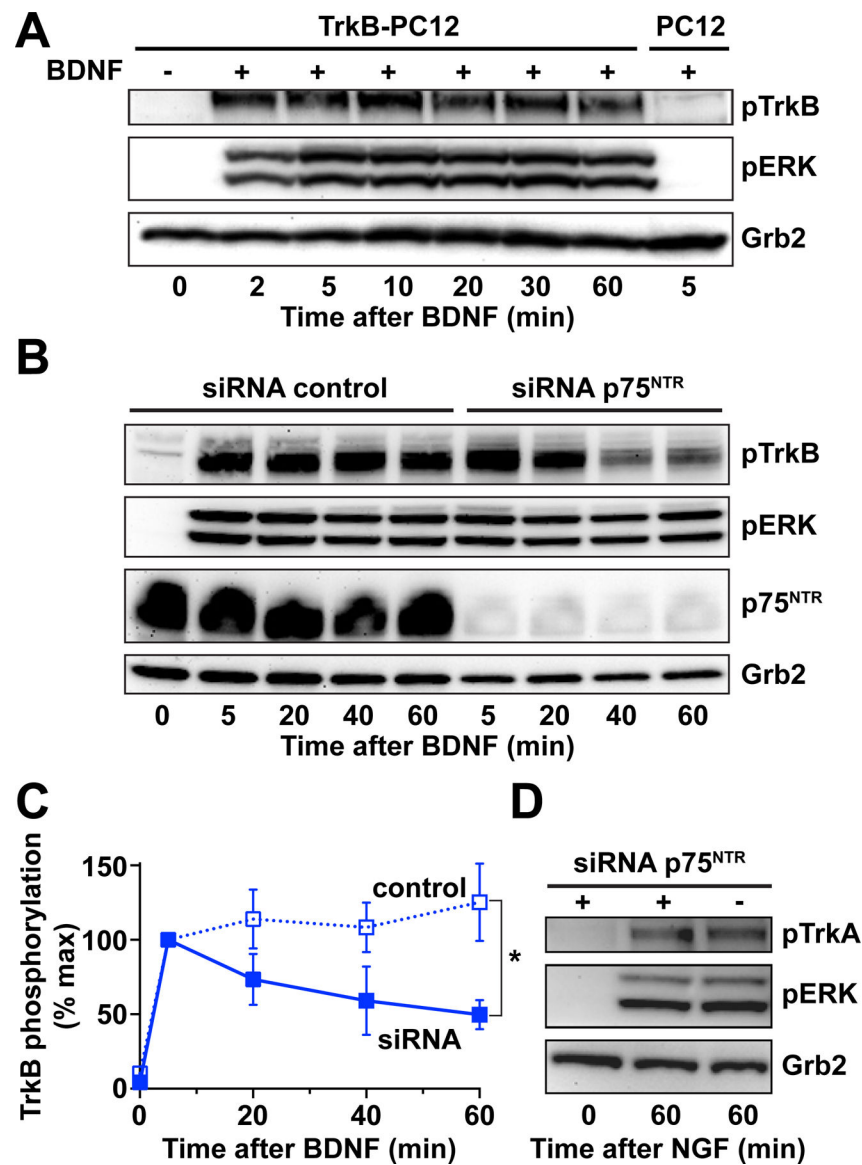 A
TrkB-PC12 PC12
BDNF - + + + + + + +
pTrkB
pERK
Grb2
0 2 5 10 20 30 60 5
Time after BDNF (min)
B
siRNA control siRNA p75NTR
pTrkB
pERK
p75NTR
Grb2
0 5 20 40 60 5 20 40 60
Time after BDNF (min)
C
TrkB phosphorylation
(% max)
150
100
50
0
control
*
siRNA
0 20 40 60
Time after BDNF (min)
D
siRNA p75NTR
+ + -
pTrkA
pERK
Grb2
0 60 60
Time after NGF (min)